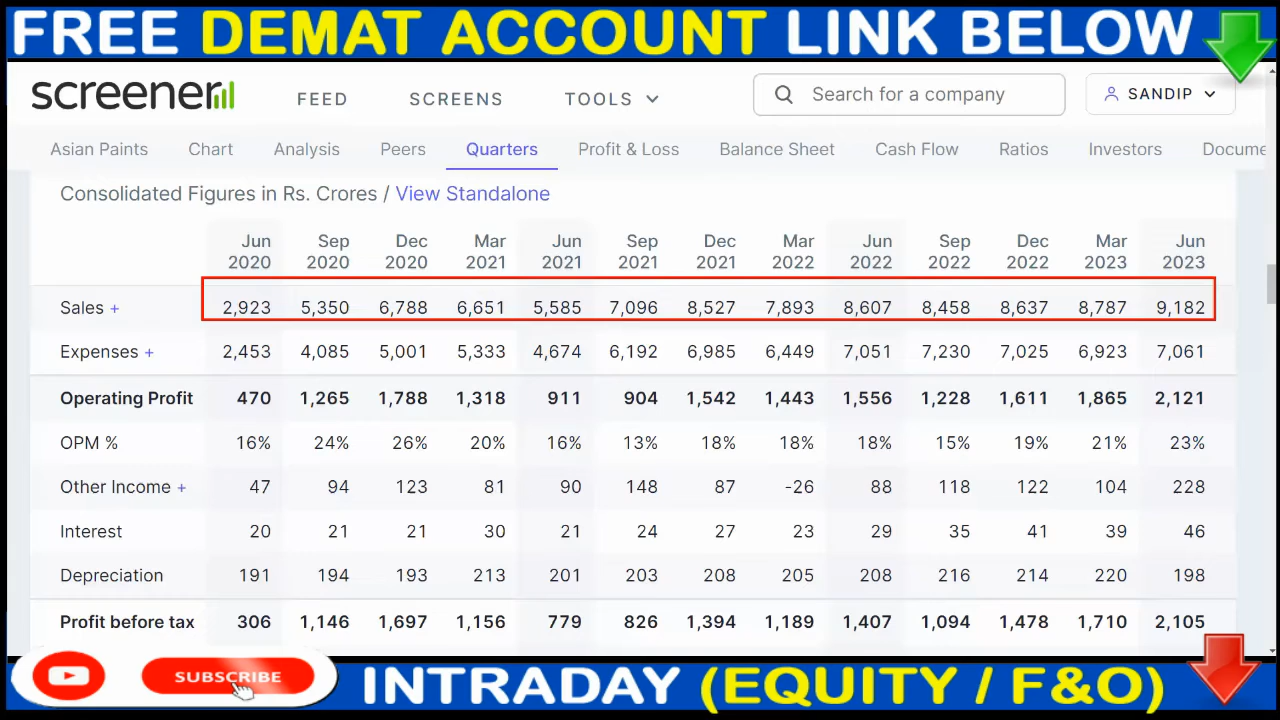 FREE DEMAT ACCOUNT LINK BELOW
screener FEED SCREENS TOOLS Search for a company SANDIP
Asian Paints Chart Analysis Peers Quarters Profit & Loss Balance Sheet Cash Flow Ratios Investors Docume
Consolidated Figures in Rs. Crores / View Standalone
Jun 2020 Sep 2020 Dec 2020 Mar 2021 Jun 2021 Sep 2021 Dec 2021 Mar 2022 Jun 2022 Sep 2022 Dec 2022 Mar 2023 Jun 2023
Sales + 2,923 5,350 6,788 6,651 5,585 7,096 8,527 7,893 8,607 8,458 8,637 8,787 9,182
Expenses + 2,453 4,085 5,001 5,333 4,674 6,192 6,985 6,449 7,051 7,230 7,025 6,923 7,061
Operating Profit 470 1,265 1,788 1,318 911 904 1,542 1,443 1,556 1,228 1,611 1,865 2,121
OPM % 16% 24% 26% 20% 16% 13% 18% 18% 18% 15% 19% 21% 23%
Other Income + 47 94 123 81 90 148 87 -26 88 118 122 104 228
Interest 20 21 21 30 21 24 27 23 29 35 41 39 46
Depreciation 191 194 193 213 201 203 208 205 208 216 214 220 198
Profit before tax 306 1,146 1,697 1,156 779 826 1,394 1,189 1,407 1,094 1,478 1,710 2,105
SUBSCRIBE INTRADAY (EQUITY / F&O)